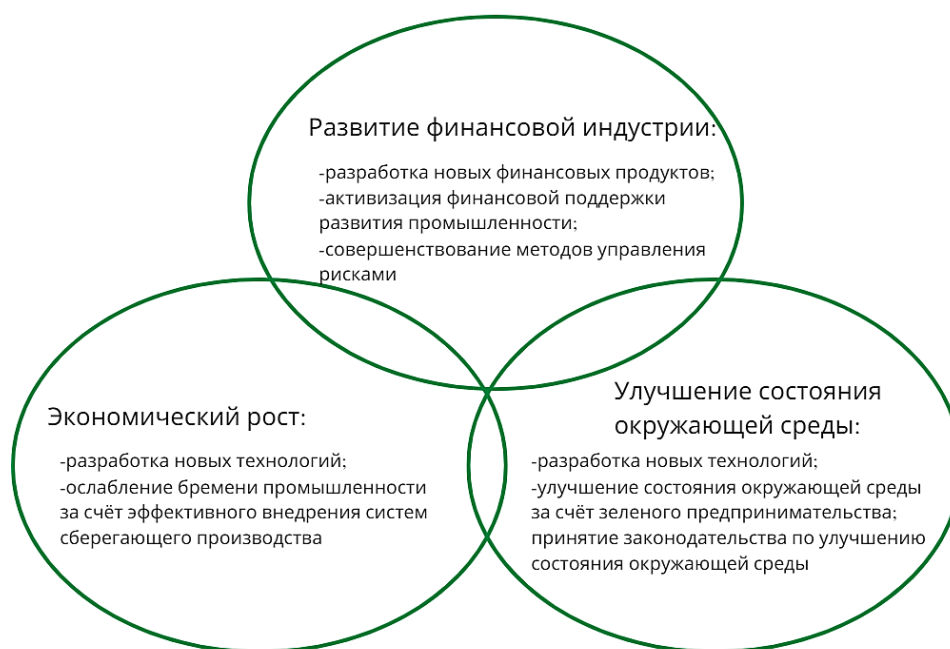 Развитие финансовой индустрии:
-разработка новых финансовых продуктов;
-активизация финансовой поддержки
развития промышленности;
-совершенствование методов управления
рисками
Экономический рост:
-разработка новых технологий;
-ослабление бремени промышленности
за счёт эффективного внедрения систем
сберегающего производства
Улучшение состояния
окружающей среды:
-разработка новых технологий;
-улучшение состояния окружающей среды
за счёт зеленого предпринимательства;
принятие законодательства по улучшению
состояния окружающей среды